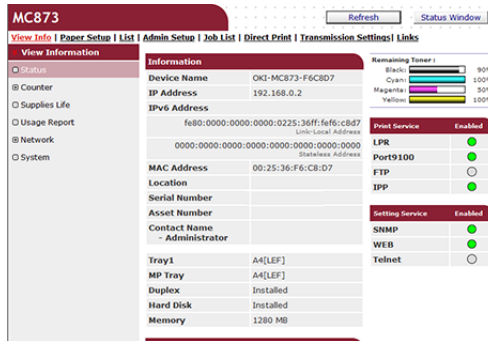 MC873
Refresh
Status Window
View Info | Paper Setup | List | Admin Setup | Job List | Direct Print | Transmission Settings | Links
View Information
Status
Counter
Supplies Life
Usage Report
Network
System
Information
Device Name OKI-MC873-F6C8D7
IP Address 192.168.0.2
IPv6 Address
fe80:0000:0000:0000:0225:36ff:fef6:c8d7
Link-Local Address
0000:0000:0000:0000:0000:0000:0000:0000
Stateless Address
MAC Address 00:25:36:F6:C8:D7
Location
Serial Number
Asset Number
Contact Name
- Administrator
Tray1 A4[LEF]
MP Tray A4[LEF]
Duplex Installed
Hard Disk Installed
Memory 1280 MB
Remaining Toner :
Black: 90%
Cyan: 100%
Magenta: 50%
Yellow: 100%
Print Service Enabled
LPR
Port9100
FTP
IPP
Setting Service Enabled
SNMP
WEB
Telnet